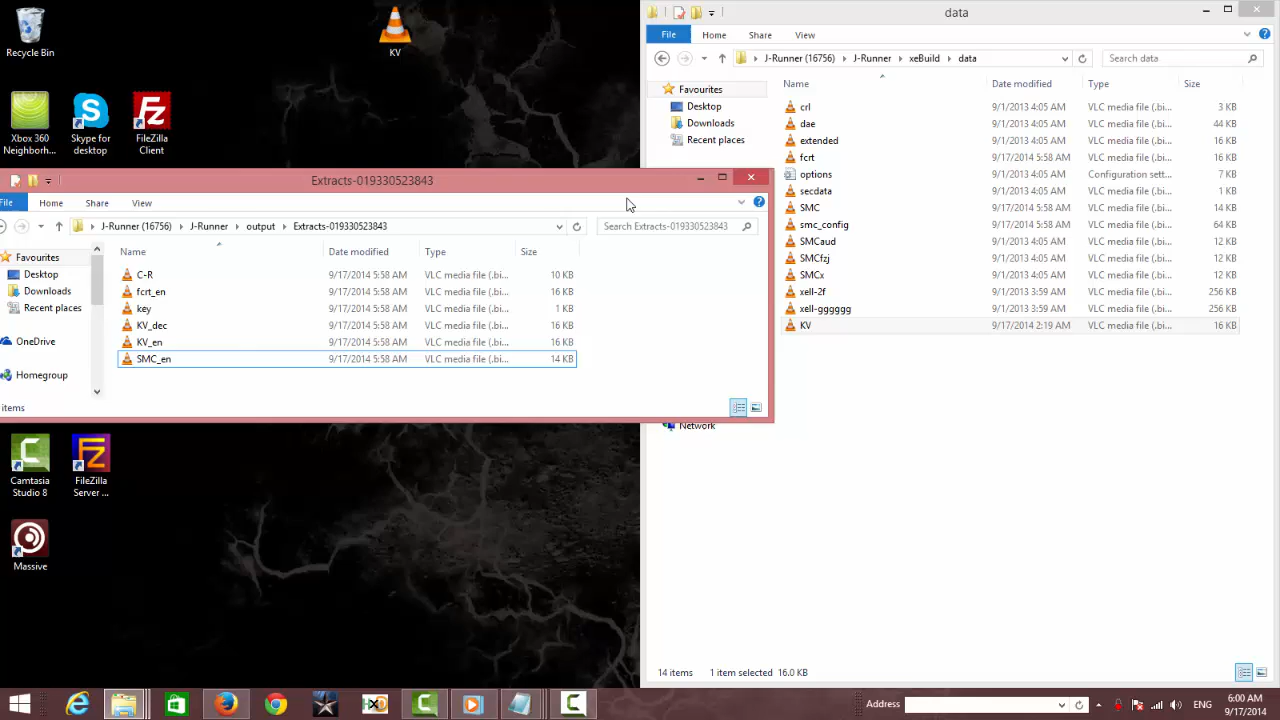 Recycle Bin
KV
Xbox 360
Neighborh...
Skype for
desktop
FileZilla
Client
Camtasia
Studio 8
FileZilla
Server ...
Massive
Extracts-019330523843
File
Home
Share
View
J-Runner (16756)
J-Runner
output
Extracts-019330523843
Search Extracts-019330523843
Favourites
Desktop
Downloads
Recent places
OneDrive
Homegroup
Name Date modified Type Size
C-R 9/17/2014 5:58 AM VLC media file (.bi... 10 KB
fcrt_en 9/17/2014 5:58 AM VLC media file (.bi... 16 KB
key 9/17/2014 5:58 AM VLC media file (.bi... 1 KB
KV_dec 9/17/2014 5:58 AM VLC media file (.bi... 16 KB
KV_en 9/17/2014 5:58 AM VLC media file (.bi... 16 KB
SMC_en 9/17/2014 5:58 AM VLC media file (.bi... 14 KB
items
data
File
Home
Share
View
J-Runner (16756)
J-Runner
xeBuild
data
Search data
Favourites
Desktop
Downloads
Recent places
Network
Name Date modified Type Size
crl 9/1/2013 4:05 AM VLC media file (.bi... 3 KB
dae 9/1/2013 4:05 AM VLC media file (.bi... 44 KB
extended 9/1/2013 4:05 AM VLC media file (.bi... 16 KB
fcrt 9/17/2014 5:58 AM VLC media file (.bi... 16 KB
options 9/17/2014 5:58 AM Configuration sett... 7 KB
secdata 9/1/2013 4:05 AM VLC media file (.bi... 1 KB
SMC 9/17/2014 5:58 AM VLC media file (.bi... 14 KB
smc_config 9/17/2014 5:58 AM VLC media file (.bi... 64 KB
SMCaud 9/1/2013 4:05 AM VLC media file (.bi... 12 KB
SMCfzj 9/1/2013 4:05 AM VLC media file (.bi... 12 KB
SMCx 9/1/2013 4:05 AM VLC media file (.bi... 12 KB
xell-2f 9/1/2013 3:59 AM VLC media file (.bi... 256 KB
xell-gggggg 9/1/2013 3:59 AM VLC media file (.bi... 256 KB
KV 9/17/2014 2:19 AM VLC media file (.bi... 16 KB
14 items 1 item selected 16.0 KB
Address
6:00 AM
9/17/2014